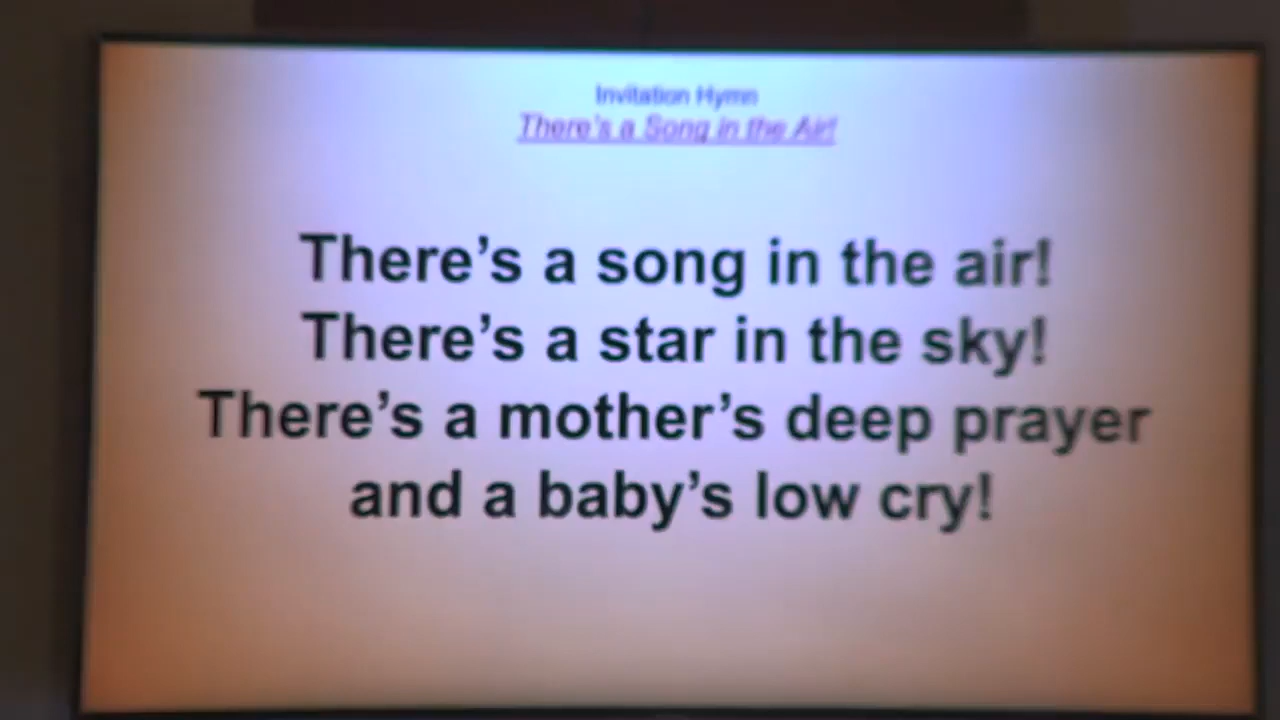 Invitation Hymn
There's a Song in the Air!
There's a song in the air!
There's a star in the sky!
There's a mother's deep prayer
and a baby's low cry!